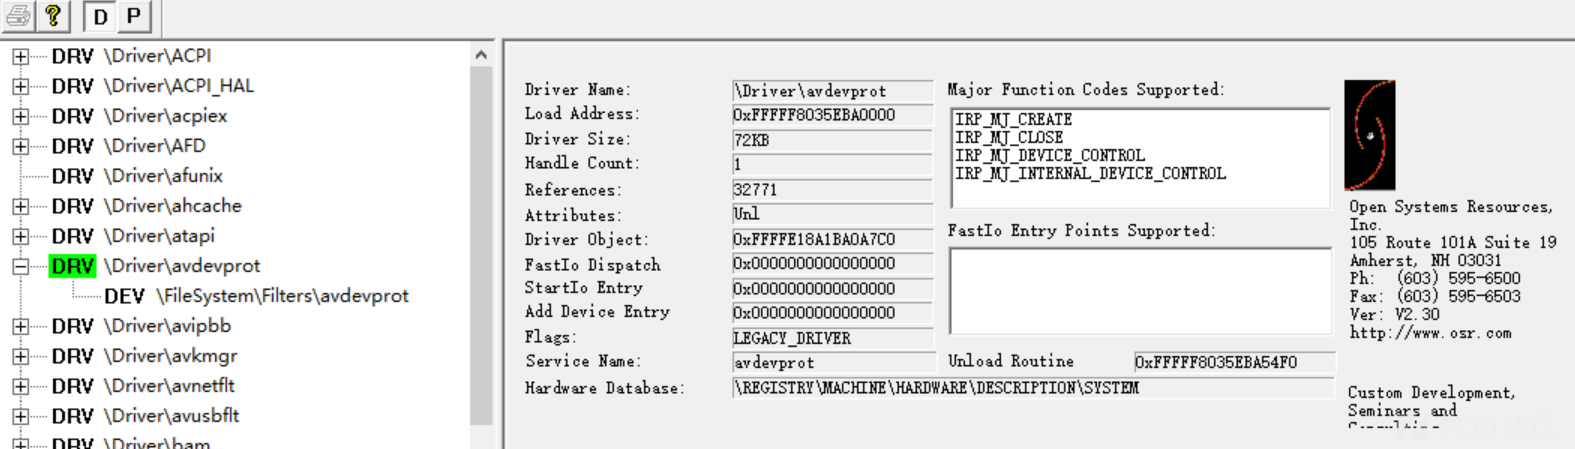 D P
DRV \Driver\ACPI
DRV \Driver\ACPI_HAL
DRV \Driver\acpiex
DRV \Driver\AFD
DRV \Driver\afunix
DRV \Driver\ahcache
DRV \Driver\atapi
DRV \Driver\avdevprot
DEV \FileSystem\Filters\avdevprot
DRV \Driver\avipbb
DRV \Driver\avkmgr
DRV \Driver\avnetflt
DRV \Driver\avusbflt
DRV \Driver\bam
Driver Name: \Driver\avdevprot
Load Address: 0xFFFFF8035EBA0000
Driver Size: 72KB
Handle Count: 1
References: 32771
Attributes: Unl
Driver Object: 0xFFFFE18A1BA0A7C0
FastIo Dispatch 0x0000000000000000
StartIo Entry 0x0000000000000000
Add Device Entry 0x0000000000000000
Flags: LEGACY_DRIVER
Service Name: avdevprot
Hardware Database: \REGISTRY\MACHINE\HARDWARE\DESCRIPTION\SYSTEM
Major Function Codes Supported:
IRP_MJ_CREATE
IRP_MJ_CLOSE
IRP_MJ_DEVICE_CONTROL
IRP_MJ_INTERNAL_DEVICE_CONTROL
FastIo Entry Points Supported:
Unload Routine 0xFFFFF8035EBA54F0
Open Systems Resources,
Inc.
105 Route 101A Suite 19
Amherst, NH 03031
Ph: (603) 595-6500
Fax: (603) 595-6503
Ver: V2.30
http://www.osr.com
Custom Development,
Seminars and